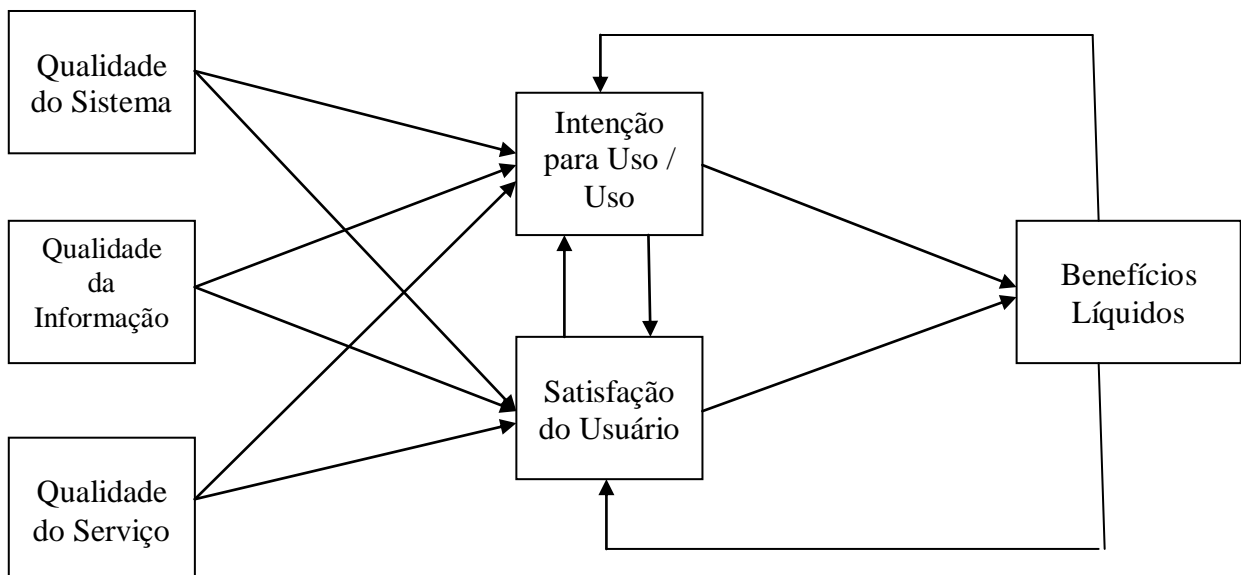 Qualidade
do Sistema
Qualidade
da
Informação
Qualidade
do Serviço
Intenção
para Uso /
Uso
Satisfação
do Usuário
Benefícios
Líquidos